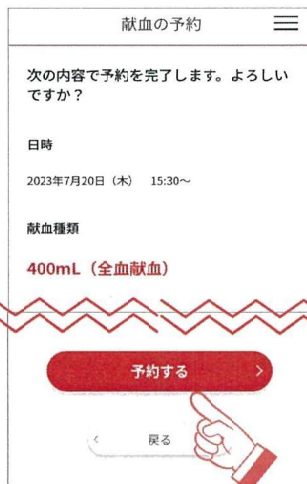 献血の予約
次の内容で予約を完了します。よろしい
ですか？
日時
2023年7月20日（木） 15:30～
献血種類
400mL（全血献血）
予約する
戻る